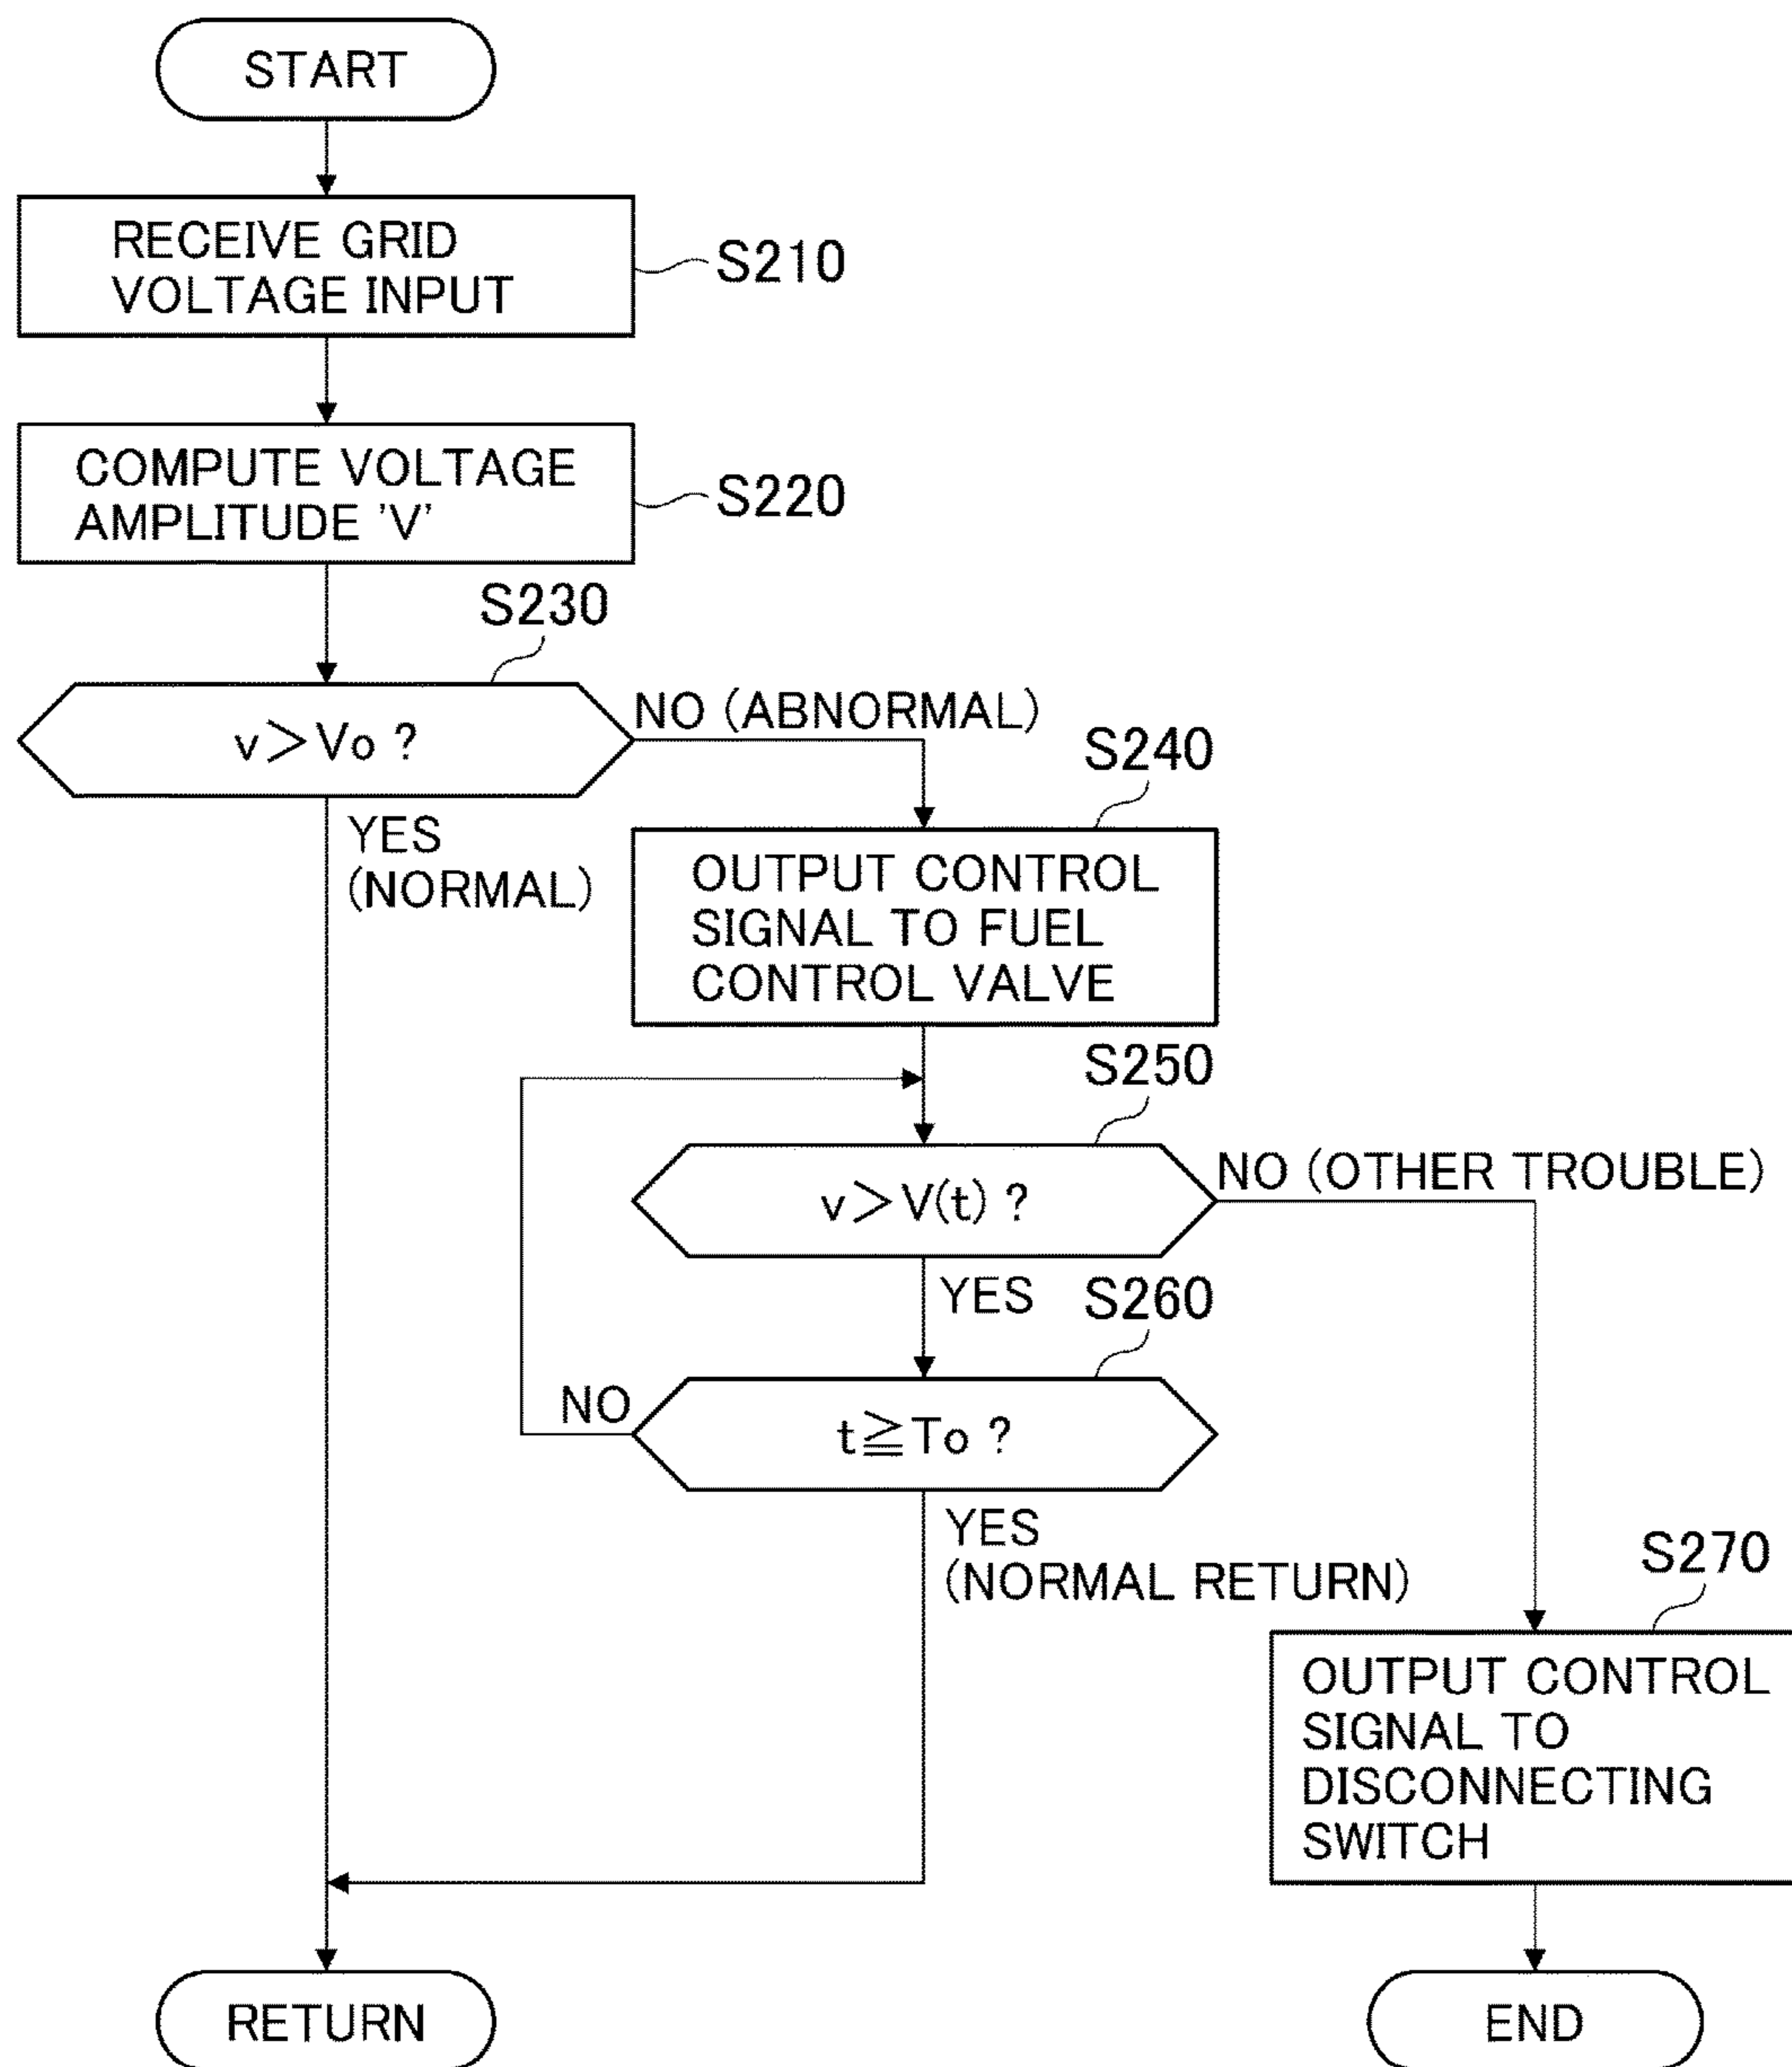 START
RECEIVE GRID
VOLTAGE INPUT
S210
COMPUTE VOLTAGE
AMPLITUDE 'V'
S220
S230
v>Vo ?
NO (ABNORMAL)
YES
(NORMAL)
S240
OUTPUT CONTROL
SIGNAL TO FUEL
CONTROL VALVE
S250
v>V(t) ?
NO (OTHER TROUBLE)
YES
S260
NO
t≧To ?
YES
(NORMAL RETURN)
S270
OUTPUT CONTROL
SIGNAL TO
DISCONNECTING
SWITCH
RETURN
END